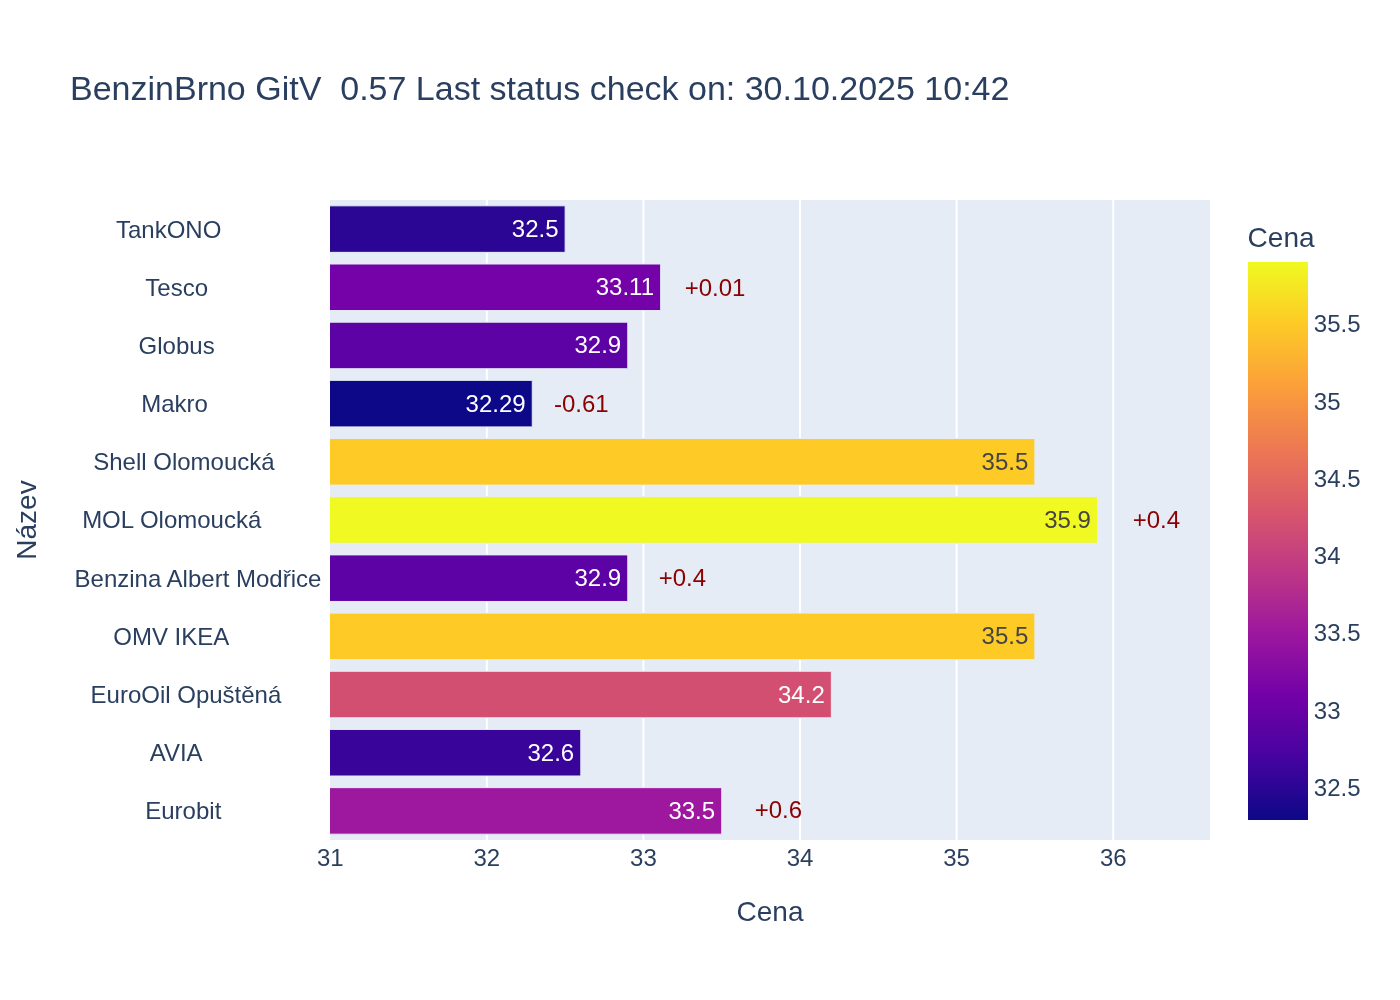 BenzinBrno GitV  0.57 Last status check on: 30.10.2025 10:42
Název
TankONO 32.5
Tesco 33.11 +0.01
Globus 32.9
Makro 32.29 -0.61
Shell Olomoucká 35.5
MOL Olomoucká 35.9 +0.4
Benzina Albert Modřice 32.9 +0.4
OMV IKEA 35.5
EuroOil Opuštěná 34.2
AVIA 32.6
Eurobit 33.5 +0.6
31 32 33 34 35 36
Cena
Cena
35.5
35
34.5
34
33.5
33
32.5